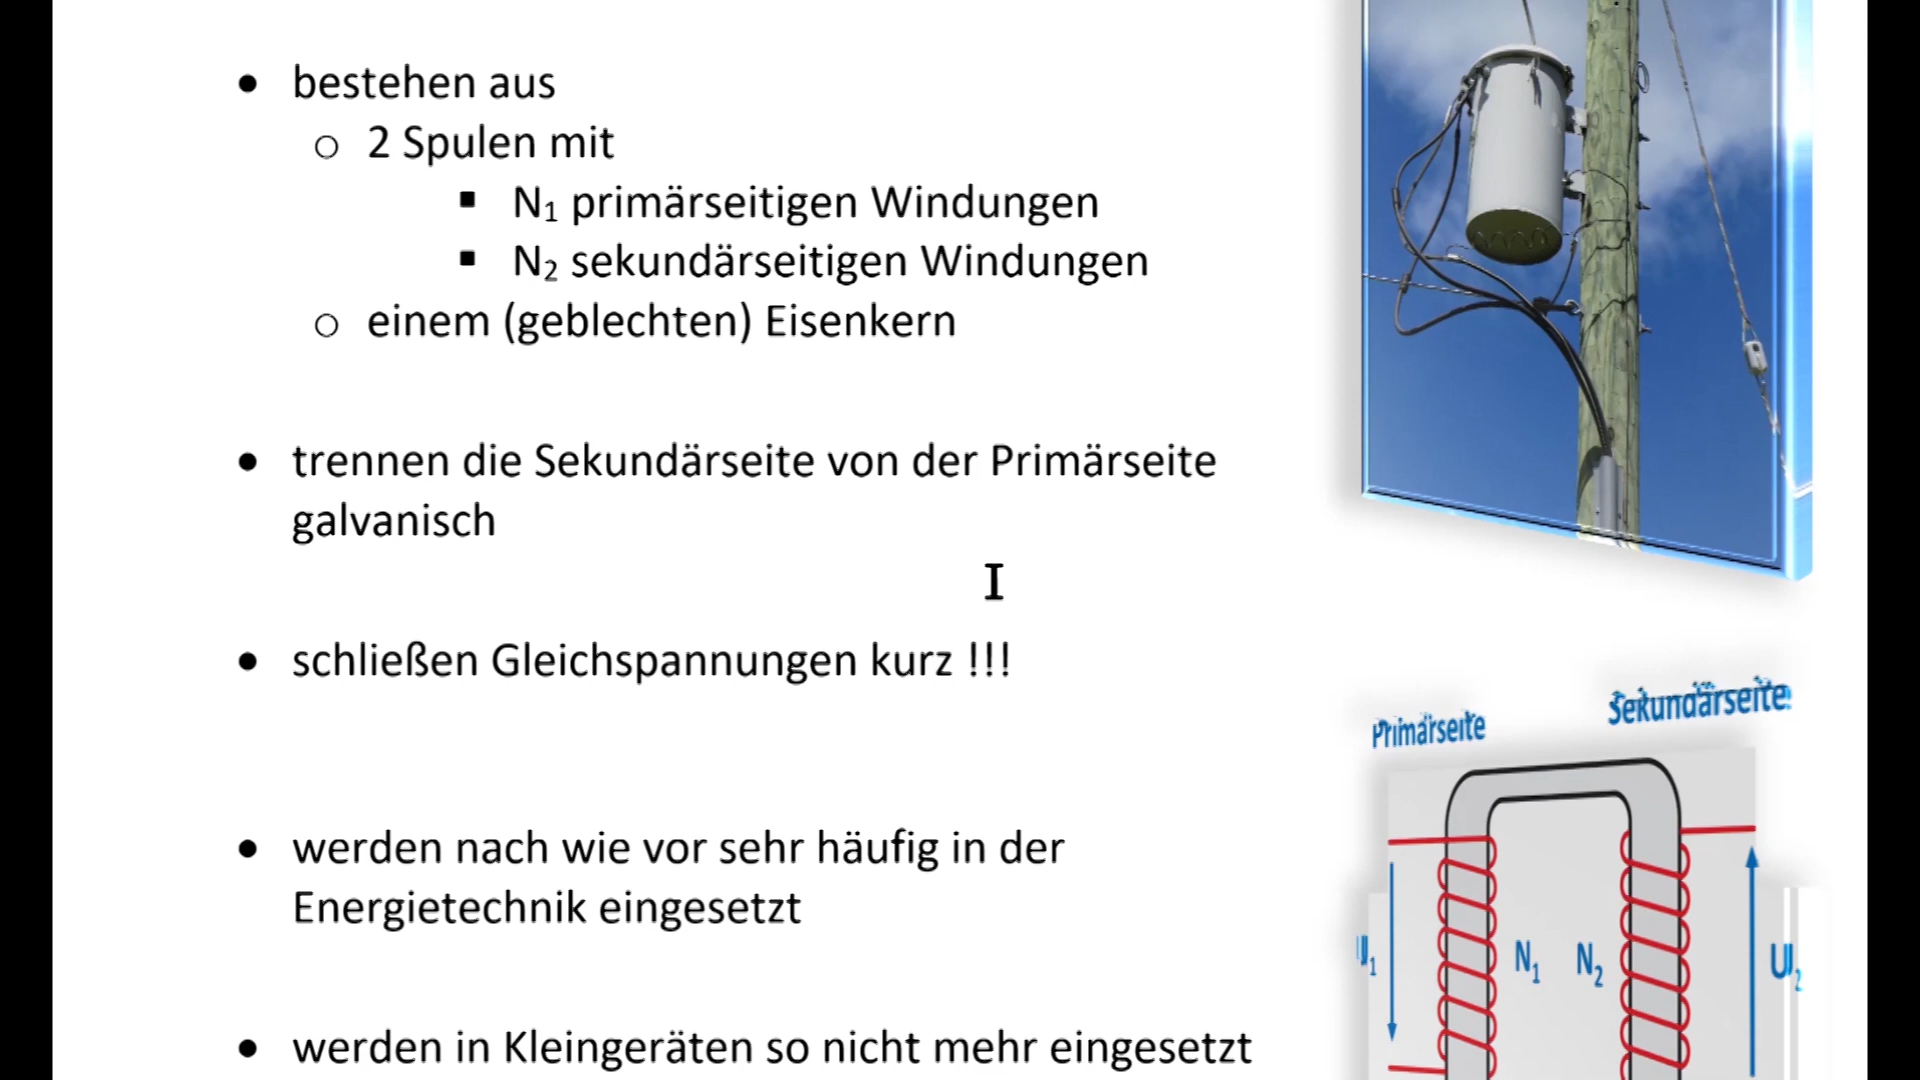 • bestehen aus
○ 2 Spulen mit
▪ N₁ primärseitigen Windungen
▪ N₂ sekundärseitigen Windungen
○ einem (geblechten) Eisenkern
• trennen die Sekundärseite von der Primärseite
galvanisch
• schließen Gleichspannungen kurz !!!
• werden nach wie vor sehr häufig in der
Energietechnik eingesetzt
• werden in Kleingeräten so nicht mehr eingesetzt
Primärseite
Sekundärseite
U₁
N₁
N₂
U₂